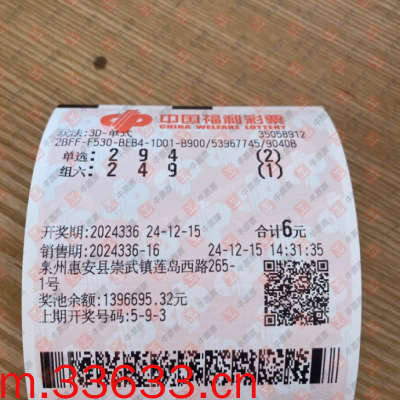 中国福利彩票
CHINA WELFARE LOTTERY
玩法:3D-单式 35058912
2BFF-F530-BEB4-1D01-B900/53967745/9040B
单选: 2 9 4 (2)
组六: 2 4 9 (1)
开奖期:2024336 24-12-15 合计6元
销售期:2024336-16 24-12-15 14:31:35
泉州惠安县崇武镇莲岛西路265-
1号
奖池余额:1396695.32元
上期开奖号码:5-9-3
m.33633.cn